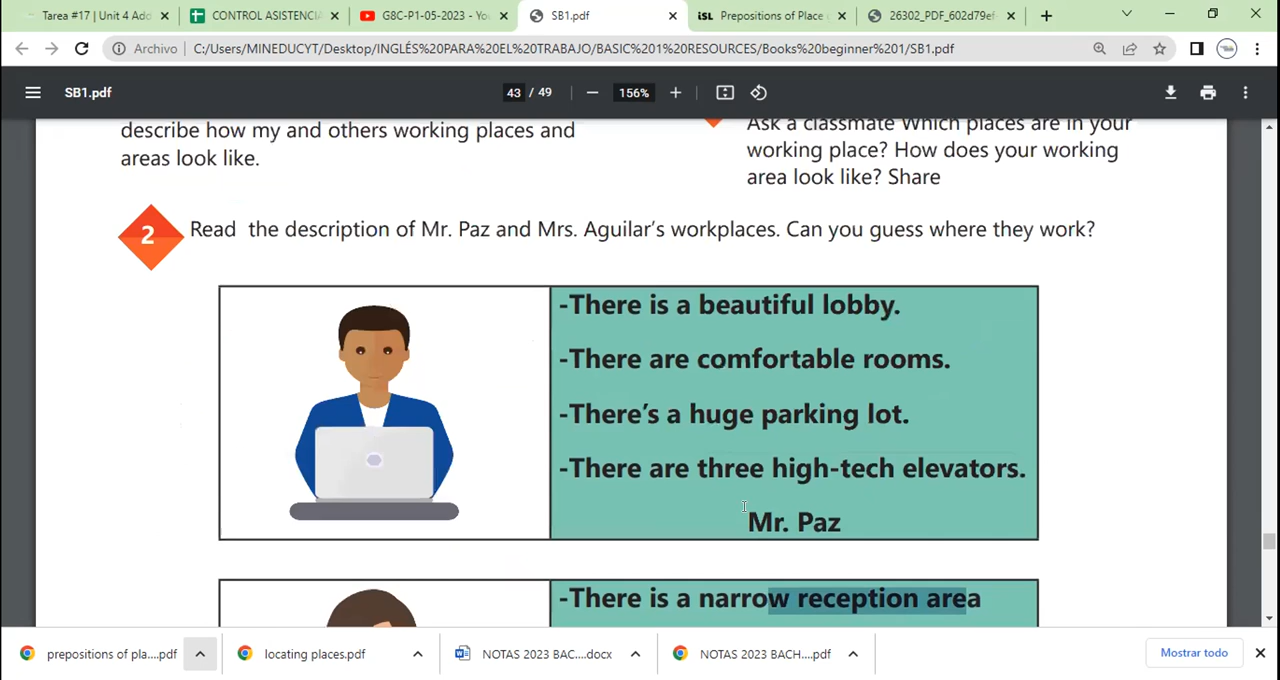 Tarea #17 | Unit 4 Add
CONTROL ASISTENCIA
G8C-P1-05-2023 - Yo
SB1.pdf
iSL Prepositions of Place
26302_PDF_602d79ef
Archivo | C:/Users/MINEDUCYT/Desktop/INGLÉS%20PARA%20EL%20TRABAJO/BASIC%201%20RESOURCES/Books%20beginner%201/SB1.pdf
SB1.pdf
43 / 49
156%
describe how my and others working places and
areas look like.
Ask a classmate Which places are in your
working place? How does your working
area look like? Share
2
Read the description of Mr. Paz and Mrs. Aguilar's workplaces. Can you guess where they work?
-There is a beautiful lobby.
-There are comfortable rooms.
-There's a huge parking lot.
-There are three high-tech elevators.
Mr. Paz
-There is a narrow reception area
prepositions of pla....pdf
locating places.pdf
NOTAS 2023 BAC....docx
NOTAS 2023 BACH....pdf
Mostrar todo